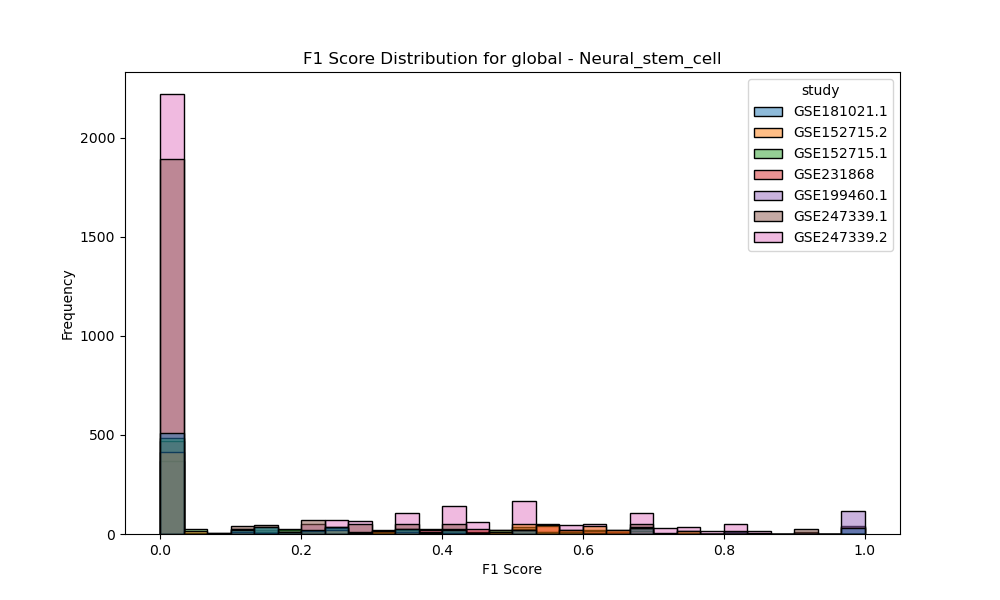 F1 Score Distribution for global - Neural_stem_cell
study
GSE181021.1
GSE152715.2
GSE152715.1
GSE231868
GSE199460.1
GSE247339.1
GSE247339.2
Frequency
2000
1500
1000
500
0
0.0 0.2 0.4 0.6 0.8 1.0
F1 Score